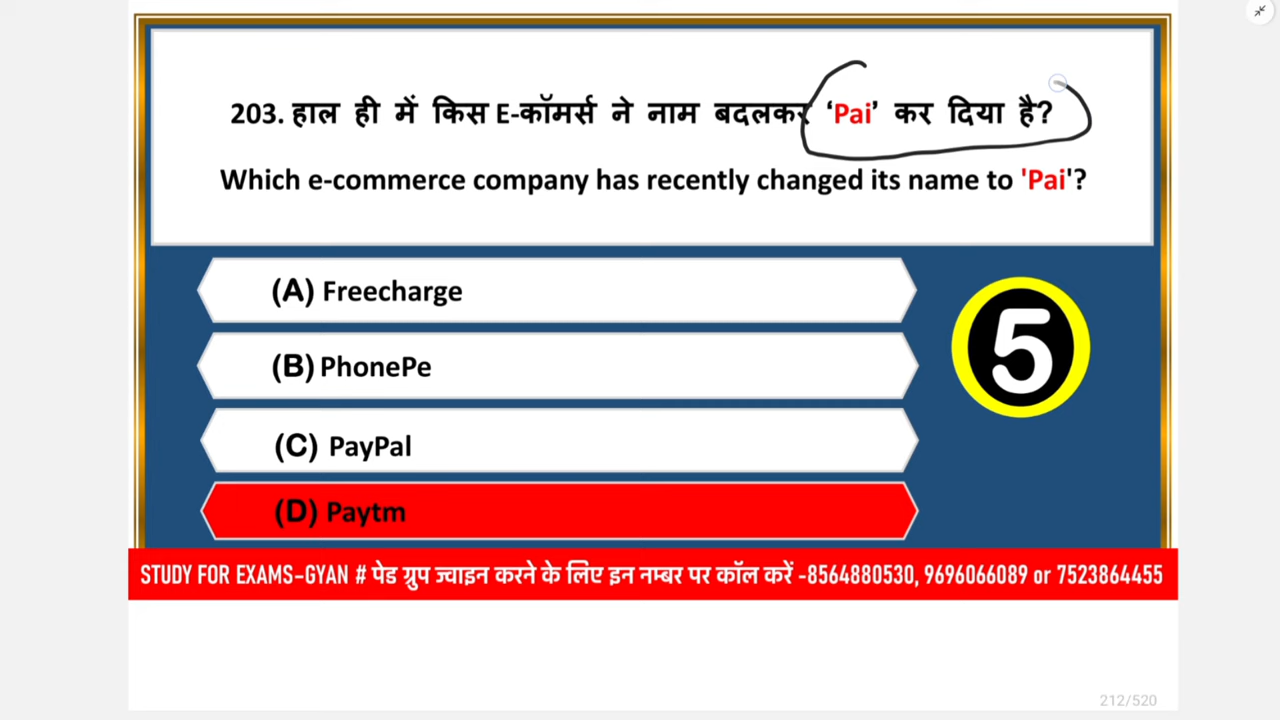 203. हाल ही में किस E-कॉमर्स ने नाम बदलकर ‘Pai’ कर दिया है?
Which e-commerce company has recently changed its name to 'Pai'?
(A) Freecharge
(B) PhonePe
(C) PayPal
(D) Paytm
5
STUDY FOR EXAMS-GYAN # पेड ग्रुप ज्वाइन करने के लिए इन नम्बर पर कॉल करें -8564880530, 9696066089 or 7523864455
212/520